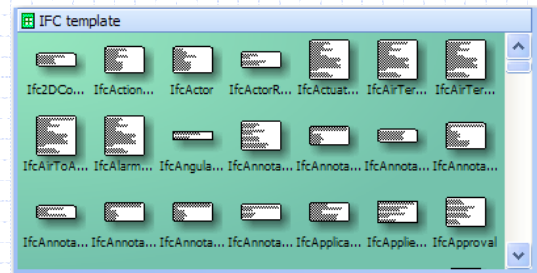 IFC template
Ifc2DCo... IfcAction... IfcActor IfcActorR... IfcActuat... IfcAirTer... IfcAirTer...
IfcAirToA... IfcAlarm... IfcAngula... IfcAnnota... IfcAnnota... IfcAnnota... IfcAnnota...
IfcAnnota... IfcAnnota... IfcAnnota... IfcAnnota... IfcApplica... IfcApplie... IfcApproval